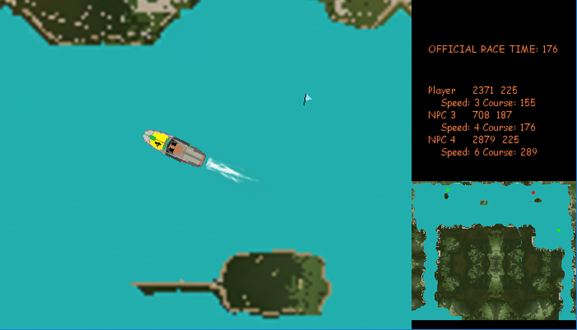 OFFICIAL RACE TIME: 176
Player 2371 225
Speed: 3 Course: 155
NPC 3 708 187
Speed: 4 Course: 176
NPC 4 2879 225
Speed: 6 Course: 289
4